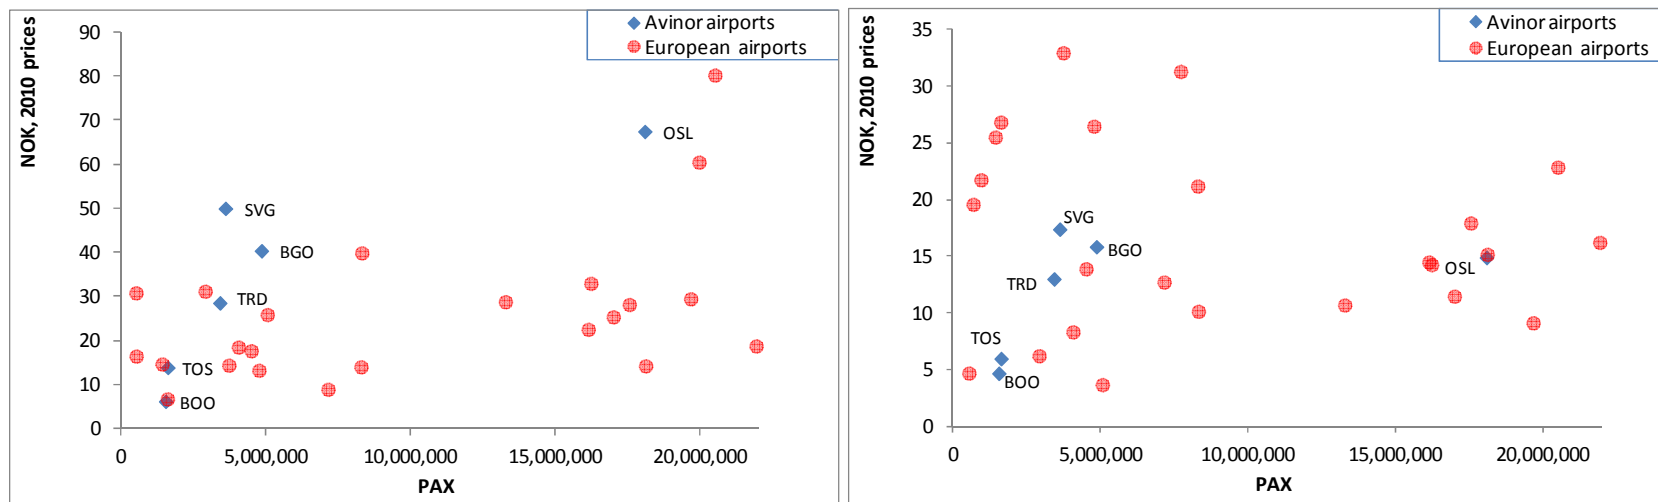 NOK, 2010 prices
Avinor airports
European airports
90
80
70
60
50
40
30
20
10
0
OSL
SVG
BGO
TRD
TOS
BOO
0 5,000,000 10,000,000 15,000,000 20,000,000
PAX
NOK, 2010 prices
Avinor airports
European airports
35
30
25
20
15
10
5
0
SVG
BGO
OSL
TRD
TOS
BOO
0 5,000,000 10,000,000 15,000,000 20,000,000
PAX